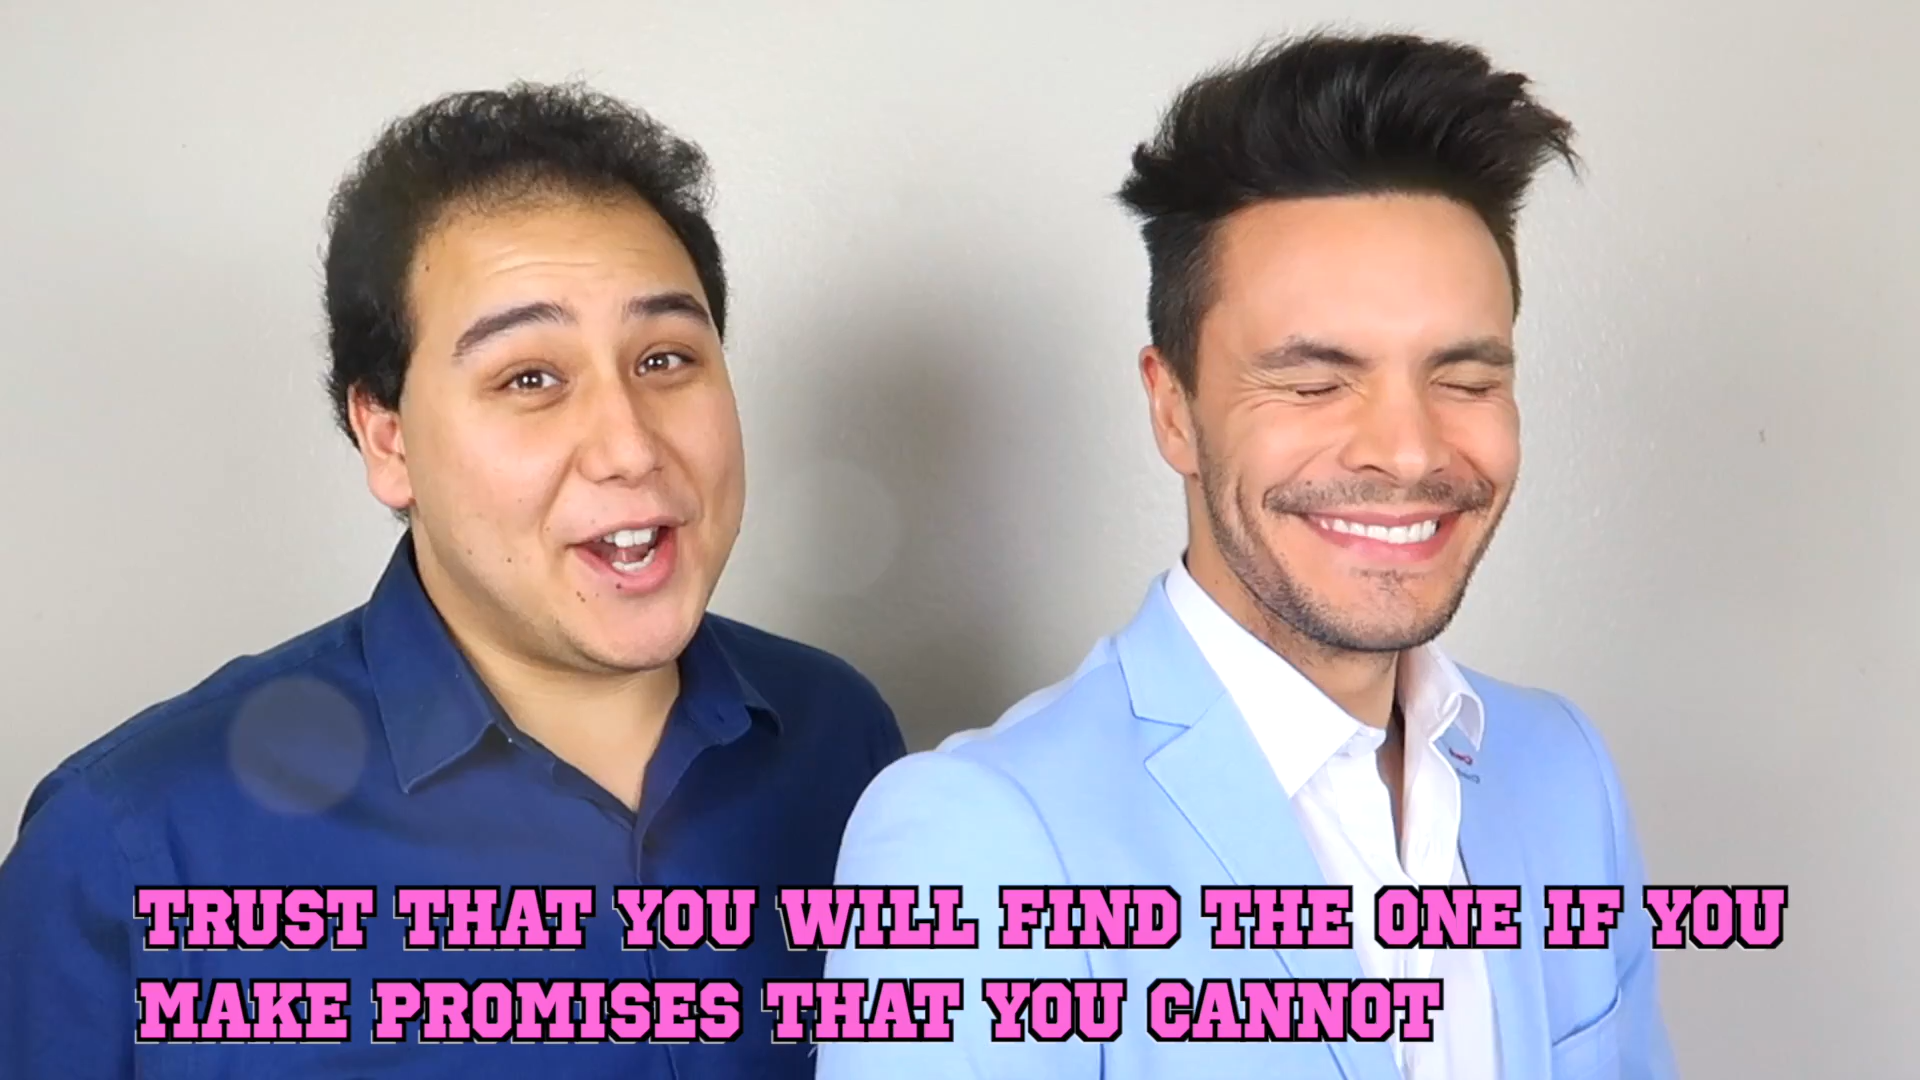 TRUST THAT YOU WILL FIND THE ONE IF YOU
MAKE PROMISES THAT YOU CANNOT